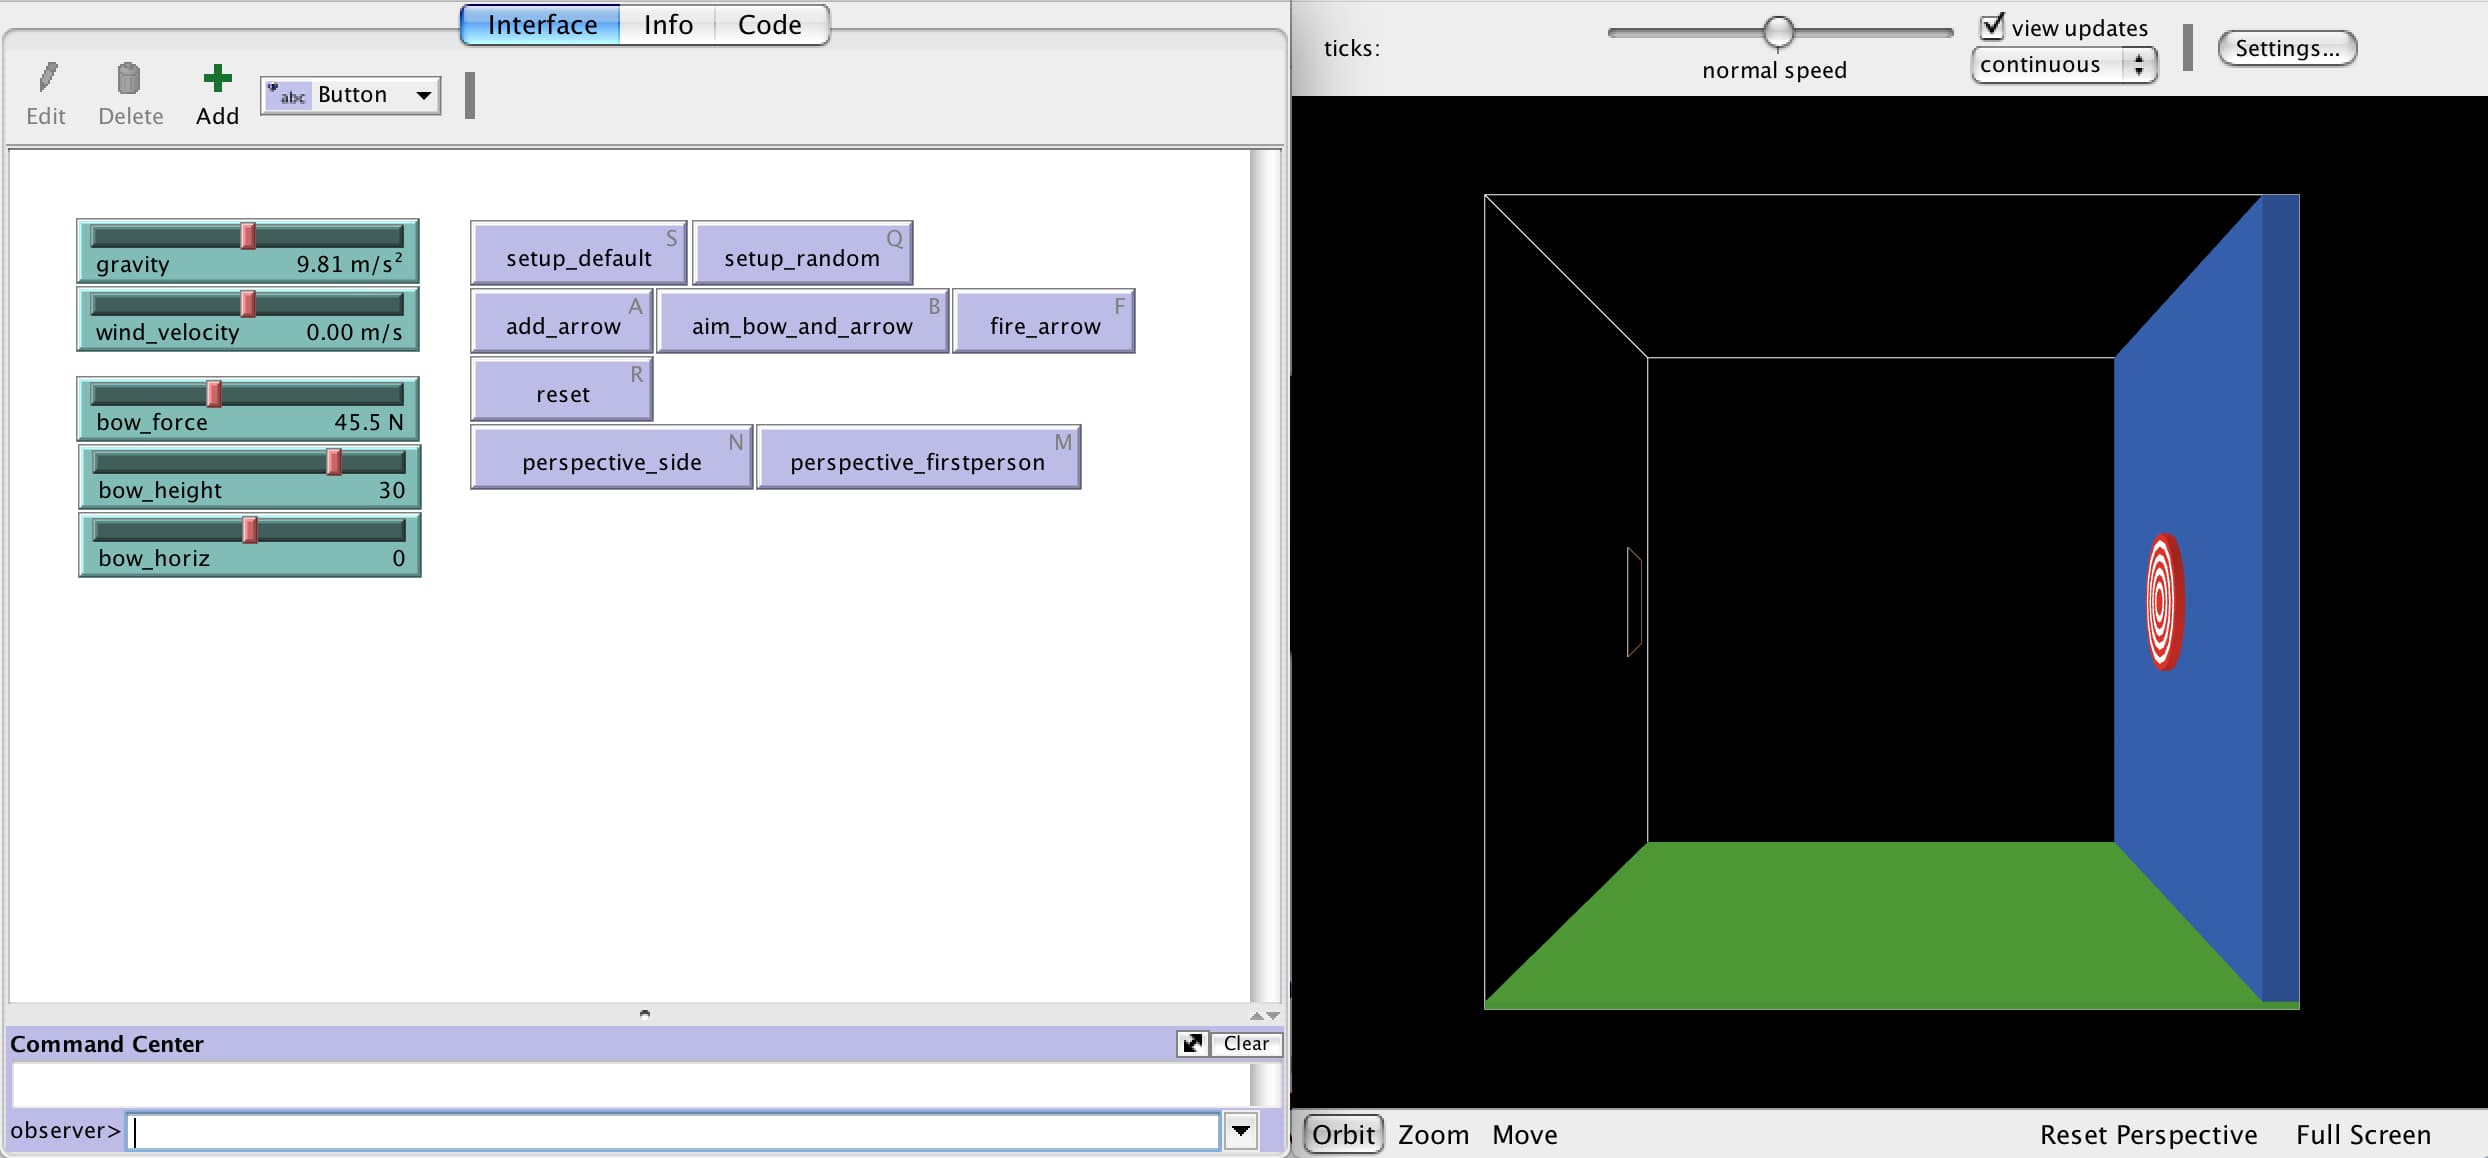 Interface Info Code
Edit Delete Add abc Button
gravity 9.81 m/s²
wind_velocity 0.00 m/s
bow_force 45.5 N
bow_height 30
bow_horiz 0
S setup_default Q setup_random
A add_arrow B aim_bow_and_arrow F fire_arrow
R reset
N perspective_side M perspective_firstperson
Command Center Clear
observer>
ticks: normal speed view updates
continuous Settings...
Orbit Zoom Move Reset Perspective Full Screen